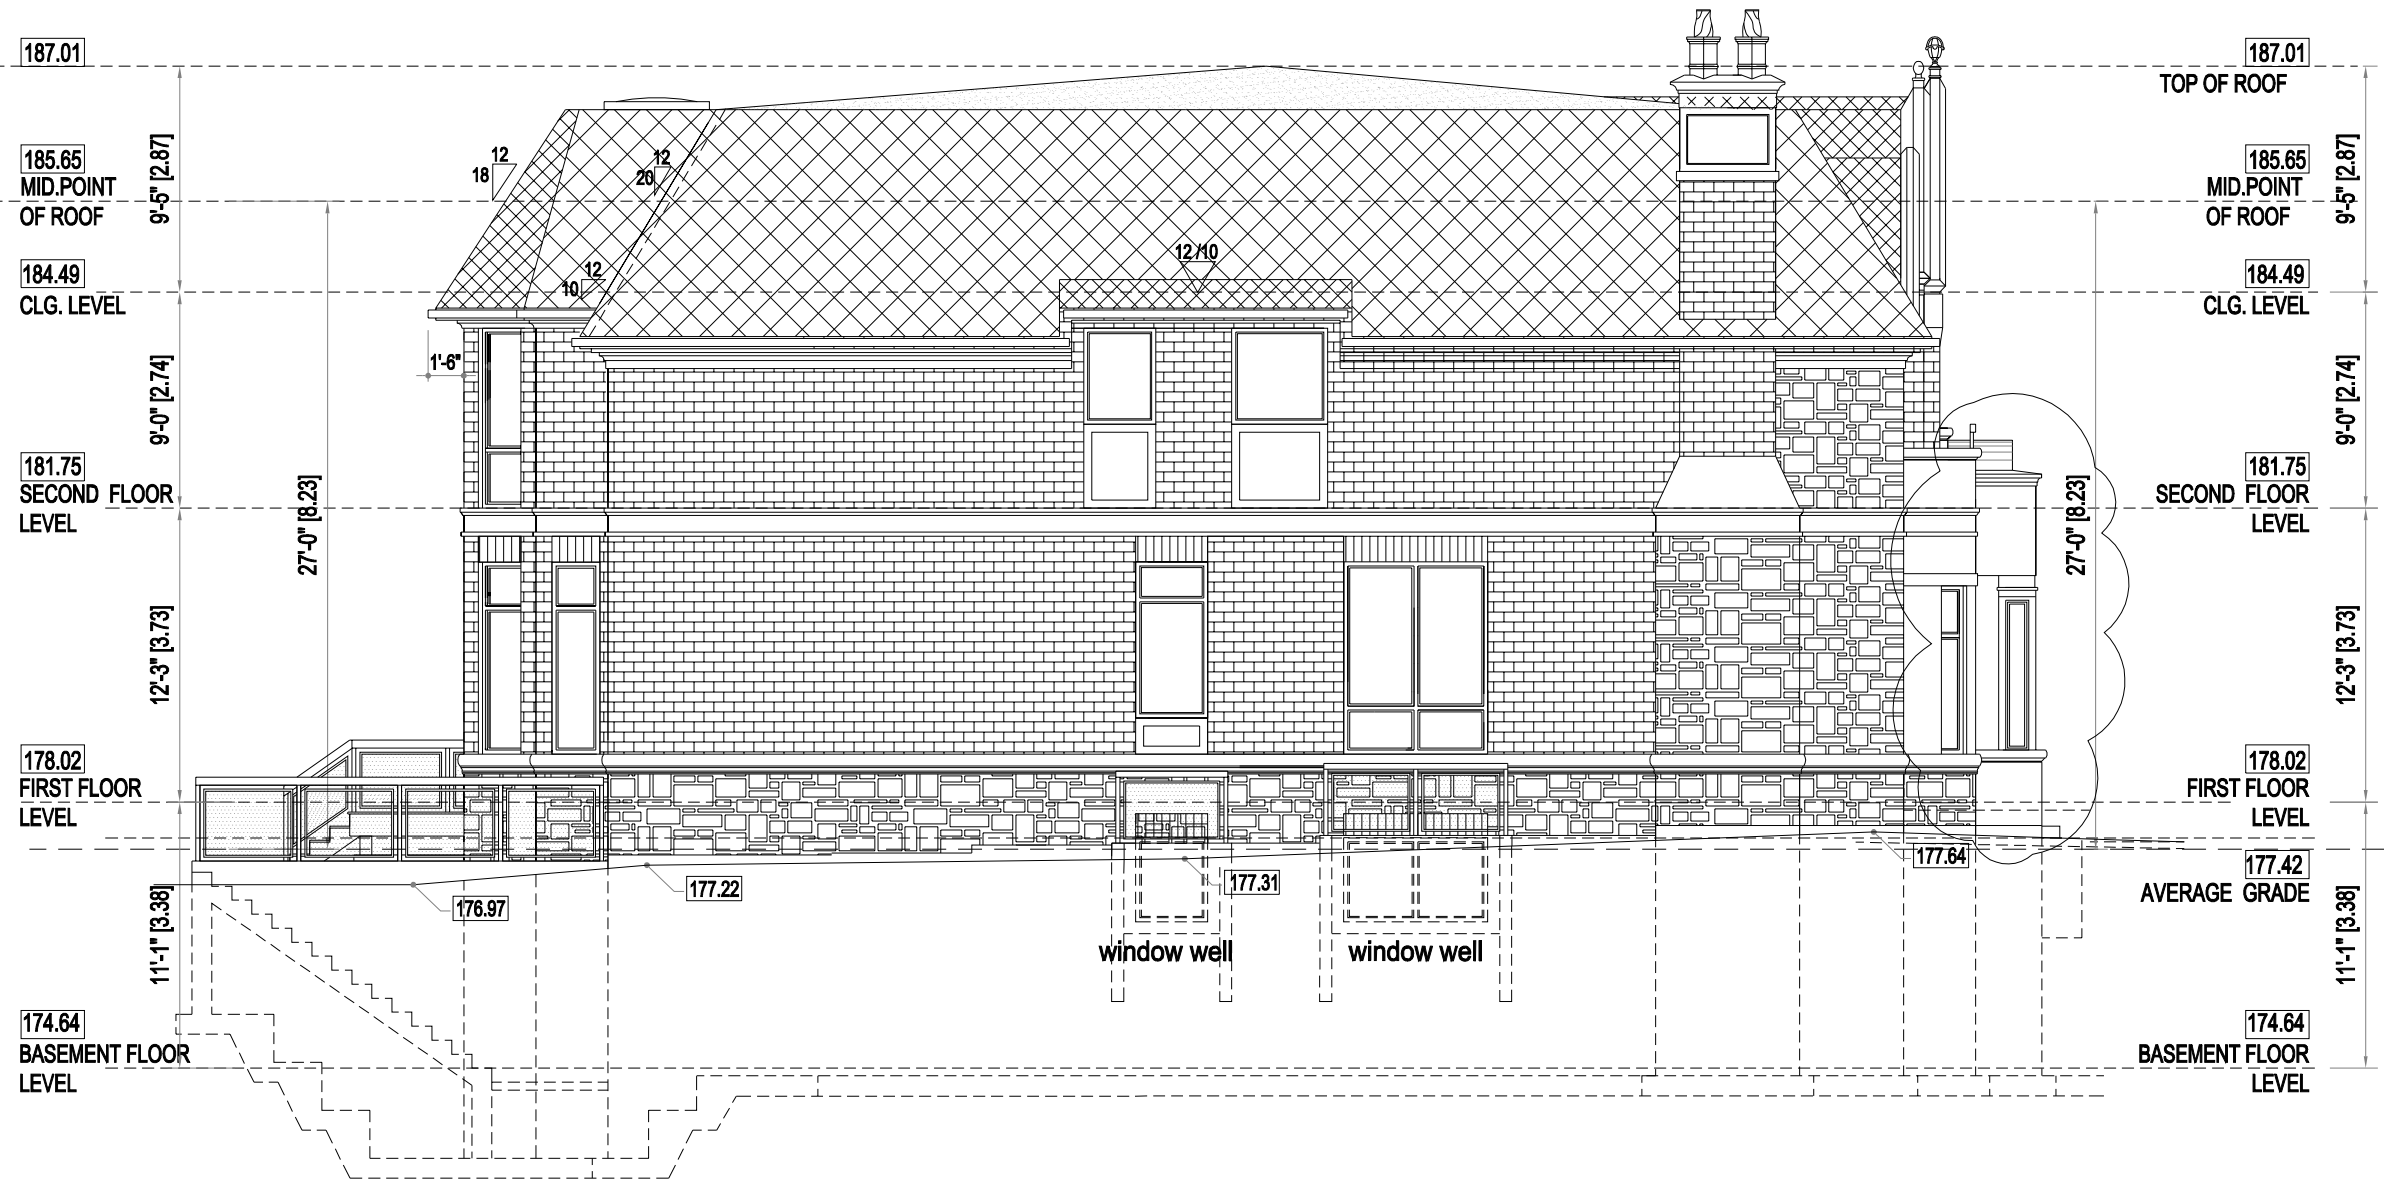 187.01
187.01
TOP OF ROOF
9'-5" [2.87]
185.65
MID.POINT
OF ROOF
12
18
12
20
185.65
MID.POINT
OF ROOF
9'-5" [2.87]
184.49
CLG. LEVEL
12
10
12/10
184.49
CLG. LEVEL
1'-6"
9'-0" [2.74]
9'-0" [2.74]
181.75
SECOND FLOOR
LEVEL
27'-0" [8.23]
27'-0" [8.23]
181.75
SECOND FLOOR
LEVEL
12'-3" [3.73]
12'-3" [3.73]
178.02
FIRST FLOOR
LEVEL
178.02
FIRST FLOOR
LEVEL
176.97
177.22
177.31
177.64
177.42
AVERAGE GRADE
11'-1" [3.38]
window well
window well
11'-1" [3.38]
174.64
BASEMENT FLOOR
LEVEL
174.64
BASEMENT FLOOR
LEVEL